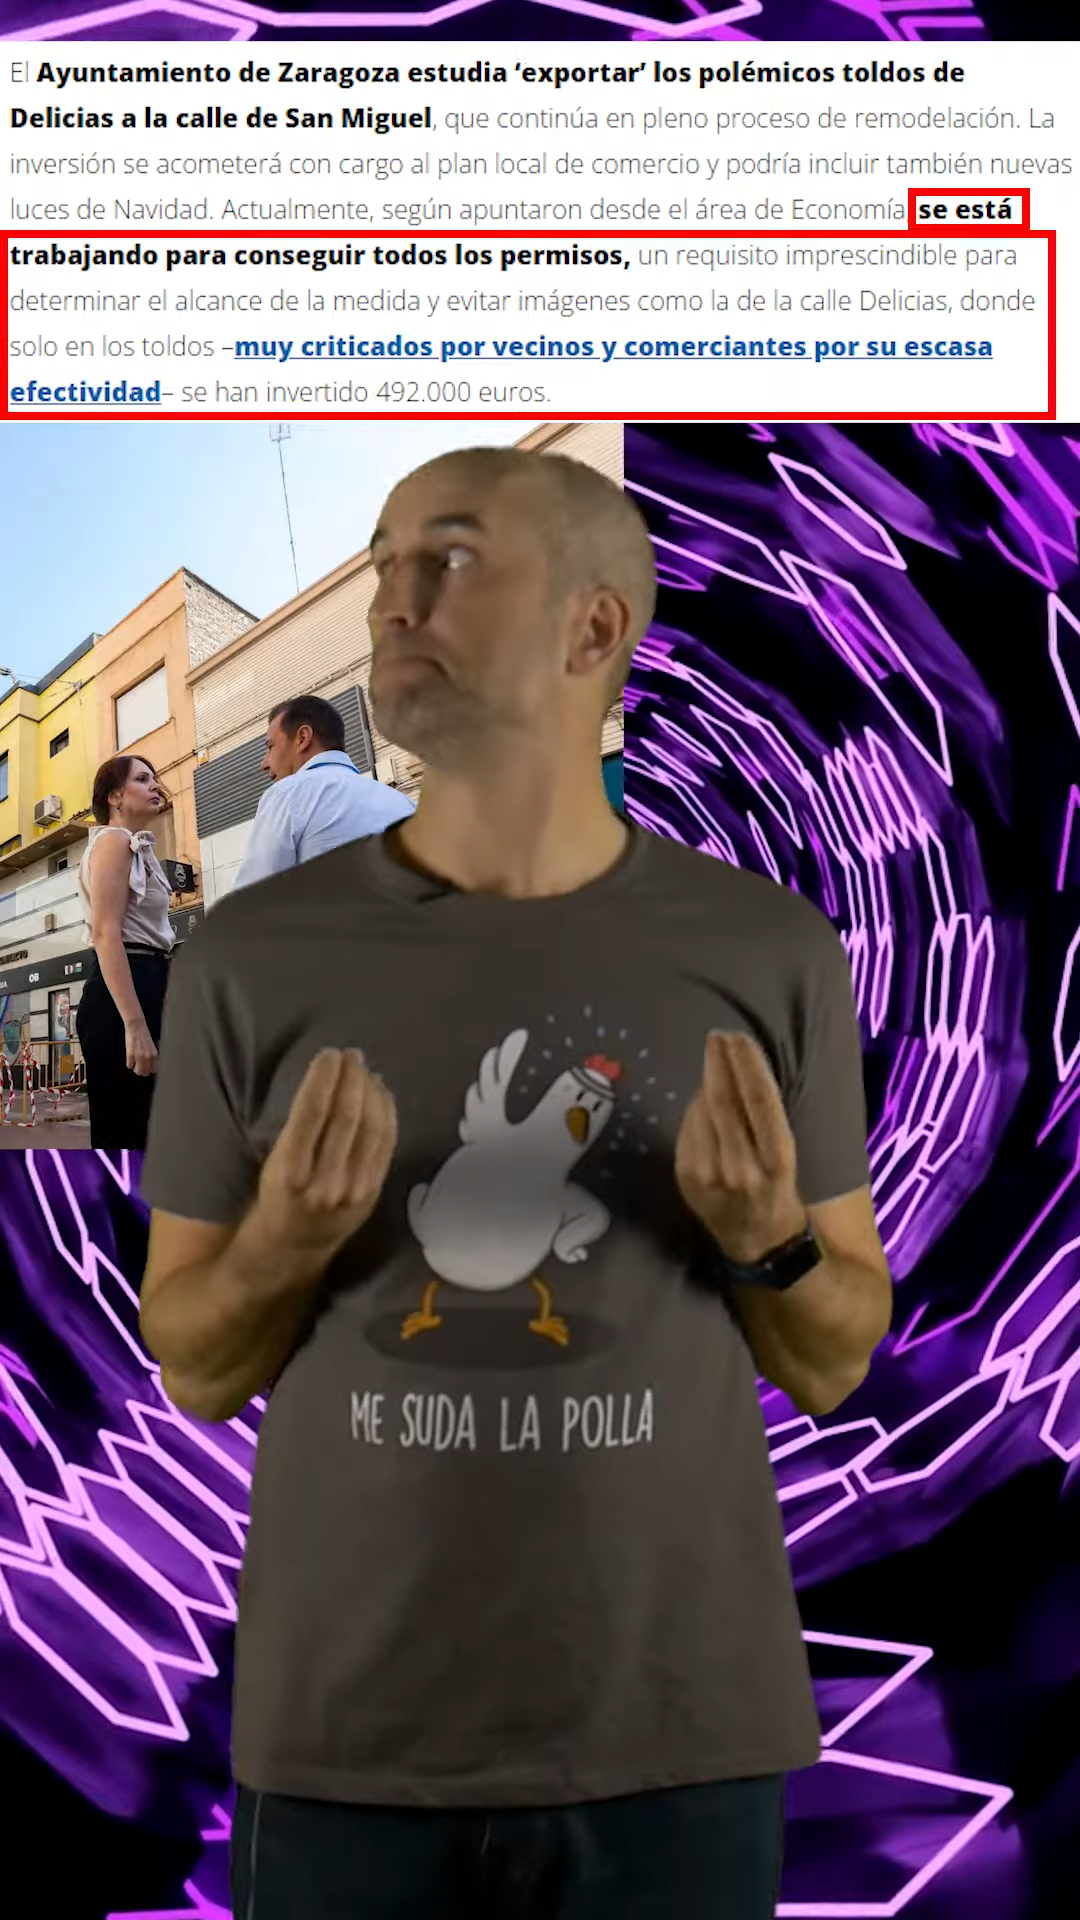 El Ayuntamiento de Zaragoza estudia ‘exportar’ los polémicos toldos de
Delicias a la calle de San Miguel, que continúa en pleno proceso de remodelación. La
inversión se acometerá con cargo al plan local de comercio y podría incluir también nuevas
luces de Navidad. Actualmente, según apuntaron desde el área de Economía, se está
trabajando para conseguir todos los permisos, un requisito imprescindible para
determinar el alcance de la medida y evitar imágenes como la de la calle Delicias, donde
solo en los toldos –muy criticados por vecinos y comerciantes por su escasa
efectividad– se han invertido 492.000 euros.
ME SUDA LA POLLA